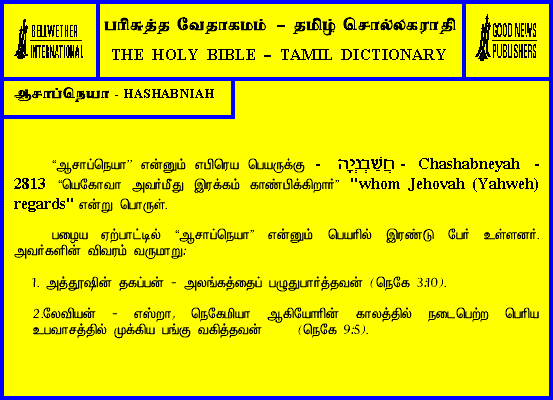 BELLWETHER
INTERNATIONAL
பரிசுத்த வேதாகமம் – தமிழ் சொல்லகராதி
THE HOLY BIBLE – TAMIL DICTIONARY
GOOD NEWS
PUBLISHERS
ஆசாப்நெயா - HASHABNIAH
“ஆசாப்நெயா” என்னும் எபிரெய பெயருக்கு - חֲשַׁבְנְיָה - Chashabneyah -
2813 “யெகோவா அவர்மீது இரக்கம் காண்பிக்கிறார்” "whom Jehovah (Yahweh)
regards" என்று பொருள்.
பழைய ஏற்பாட்டில் “ஆசாப்நெயா” என்னும் பெயரில் இரண்டு பேர் உள்ளனர்.
அவர்களின் விவரம் வருமாறு:
1. அத்தூஷின் தகப்பன் - அலங்கத்தைப் பழுதுபார்த்தவன் (நெகே 3:10).
2.லேவியன் - எஸ்றா, நெகேமியா ஆகியோரின் காலத்தில் நடைபெற்ற பெரிய
உபவாசத்தில் முக்கிய பங்கு வகித்தவன் (நெகே 9:5).